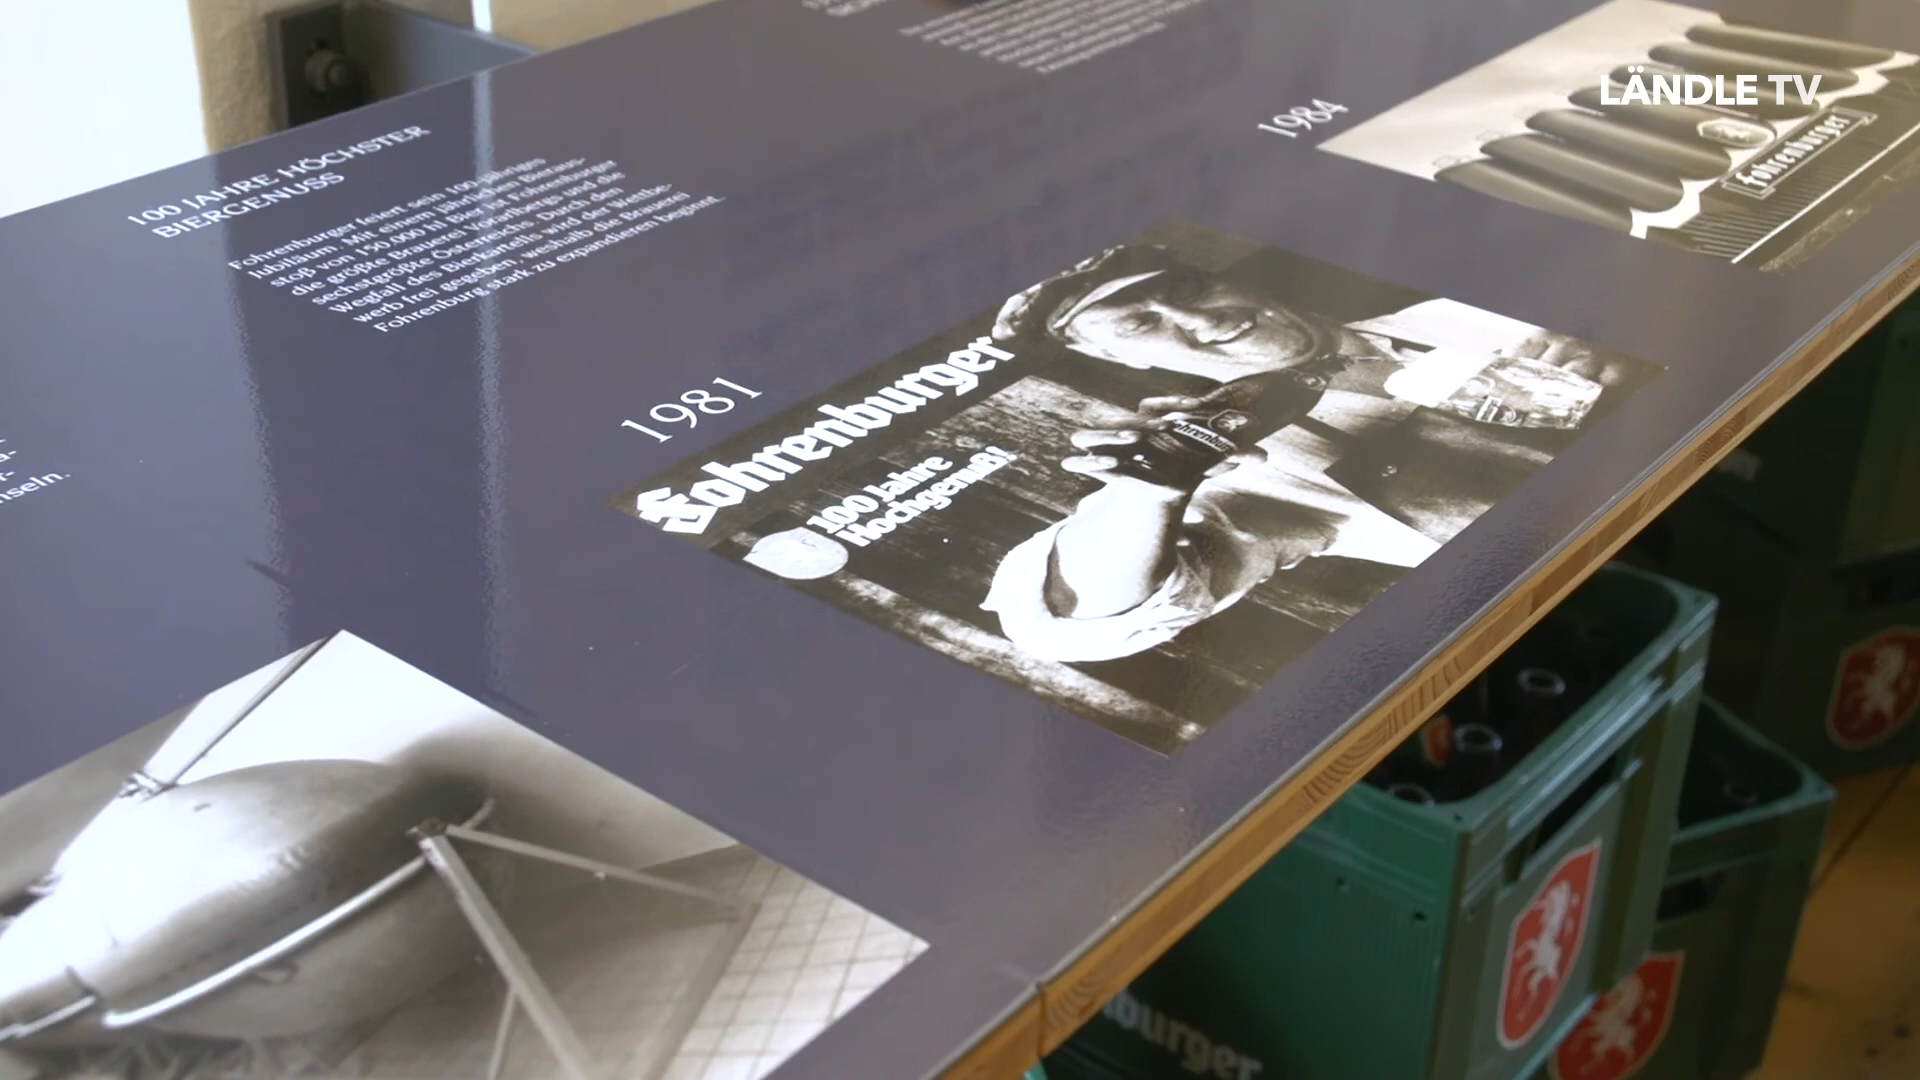 LÄNDLE TV
1984
Fohrenburger
100 JAHRE HÖCHSTER
BIERGENUSS
Fohrenburger feiert sein 100-jähriges
Jubiläum. Mit einem jährlichen Bieraus-
stoß von 150.000 hl Bier ist Fohrenburger
die größte Brauerei Vorarlbergs und die
sechstgrößte Österreichs. Durch den
Wegfall des Bierkartells wird der Wettbe-
werb frei gegeben, weshalb die Brauerei
Fohrenburg stark zu expandieren beginnt.
1981
Fohrenburger
100 Jahre
Hochgenuß!
ohrenbur
a-
r-
nseln.
burger